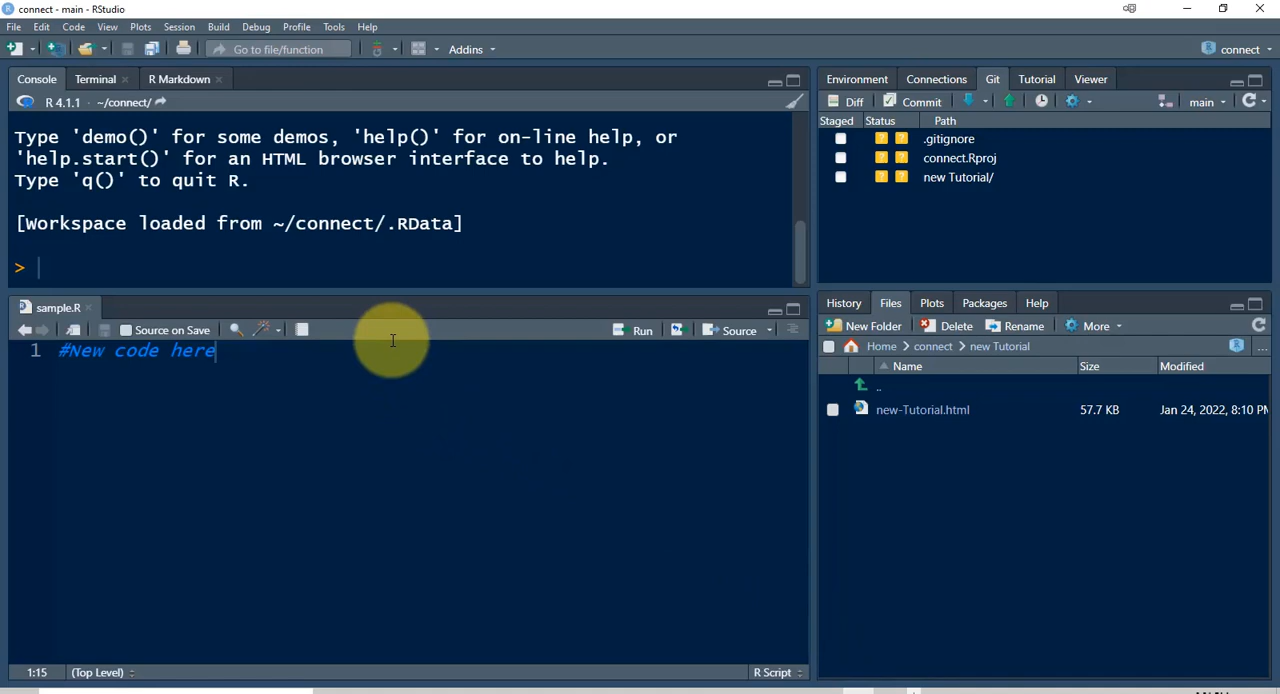 connect - main - RStudio
File Edit Code View Plots Session Build Debug Profile Tools Help
Go to file/function Addins connect
Console Terminal R Markdown
R 4.1.1 · ~/connect/
Type 'demo()' for some demos, 'help()' for on-line help, or
'help.start()' for an HTML browser interface to help.
Type 'q()' to quit R.
[Workspace loaded from ~/connect/.RData]
>
sample.R
Source on Save Run Source
1 #New code here
1:15 (Top Level) R Script
Environment Connections Git Tutorial Viewer
Diff Commit main
Staged Status Path
? ? .gitignore
? ? connect.Rproj
? ? new Tutorial/
History Files Plots Packages Help
New Folder Delete Rename More
Home > connect > new Tutorial ...
Name Size Modified
..
new-Tutorial.html 57.7 KB Jan 24, 2022, 8:10 PM